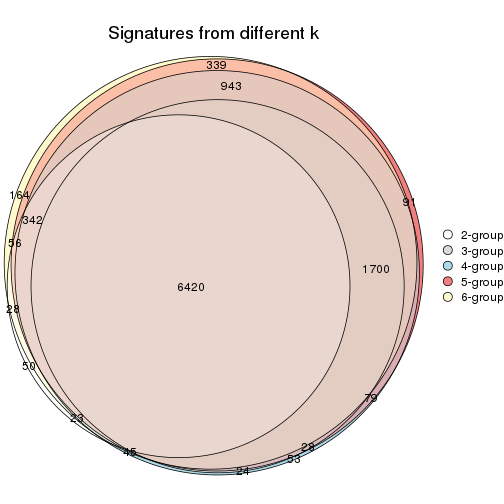 Signatures from different k
339
943
164
91
342
56
1700
6420
28
50
79
23
28
45
53
24
2-group
3-group
4-group
5-group
6-group